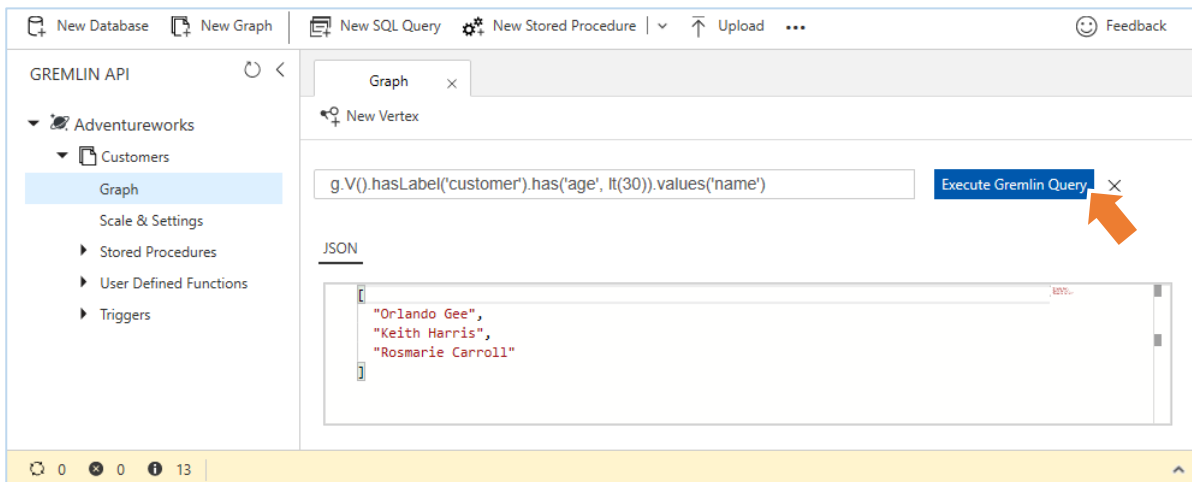 New Database New Graph New SQL Query New Stored Procedure Upload Feedback
GREMLIN API
Adventureworks
Customers
Graph
Scale & Settings
Stored Procedures
User Defined Functions
Triggers
Graph
New Vertex
g.V().hasLabel('customer').has('age', lt(30)).values('name')
Execute Gremlin Query
JSON
[
"Orlando Gee",
"Keith Harris",
"Rosmarie Carroll"
]
0 0 13